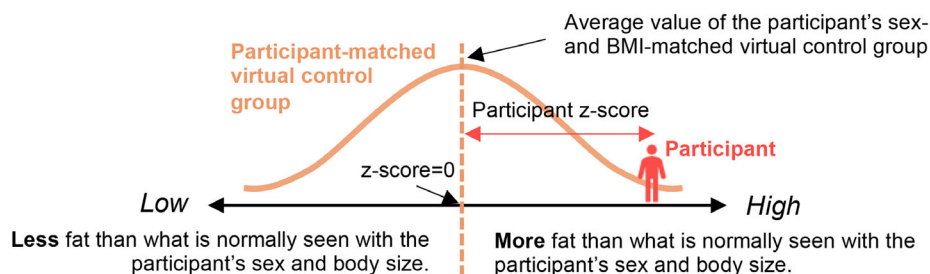 Average value of the participant's sex-
and BMI-matched virtual control group
Participant-matched
virtual control
group
Participant z-score
Participant
z-score=0
Low
High
Less fat than what is normally seen with the
participant's sex and body size.
More fat than what is normally seen with the
participant's sex and body size.